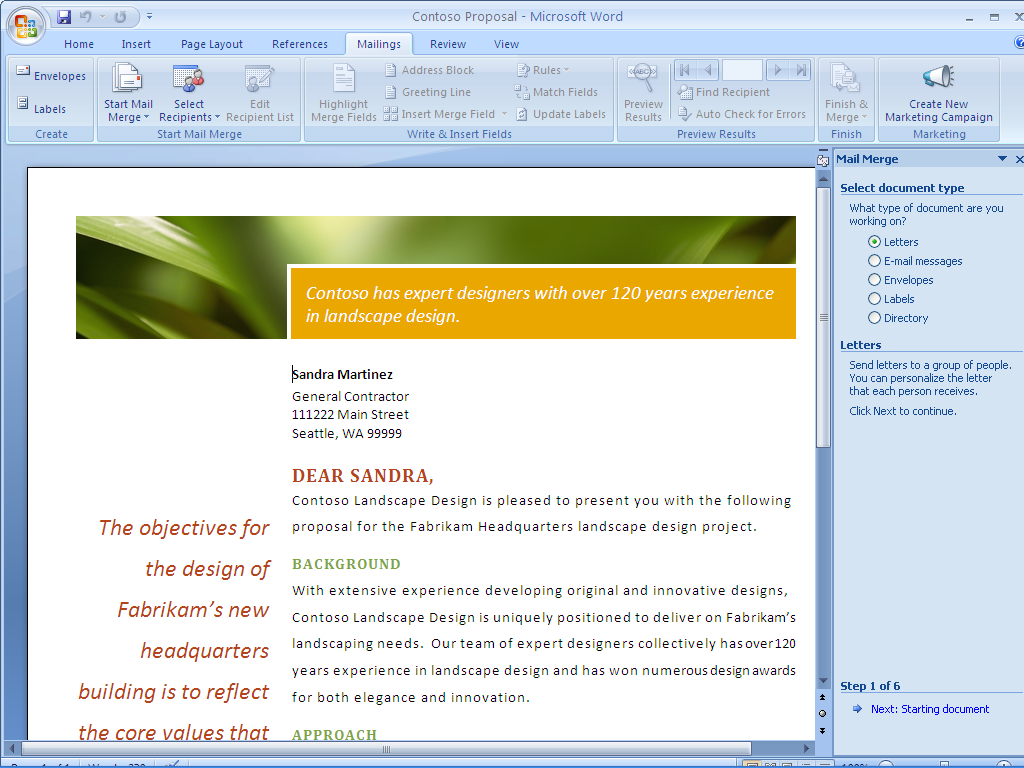 Contoso Proposal - Microsoft Word
Home Insert Page Layout References Mailings Review View
Envelopes
Labels
Create
Start Mail Merge
Select Recipients
Edit Recipient List
Start Mail Merge
Highlight Merge Fields
Address Block
Greeting Line
Insert Merge Field
Rules
Match Fields
Update Labels
Write & Insert Fields
ABC
Preview Results
Find Recipient
Auto Check for Errors
Preview Results
Finish & Merge
Finish
Create New Marketing Campaign
Marketing
Contoso has expert designers with over 120 years experience
in landscape design.
Sandra Martinez
General Contractor
111222 Main Street
Seattle, WA 99999
DEAR SANDRA,
Contoso Landscape Design is pleased to present you with the following
proposal for the Fabrikam Headquarters landscape design project.
The objectives for
the design of
Fabrikam's new
headquarters
building is to reflect
the core values that
BACKGROUND
With extensive experience developing original and innovative designs,
Contoso Landscape Design is uniquely positioned to deliver on Fabrikam's
landscaping needs. Our team of expert designers collectively has over 120
years experience in landscape design and has won numerous design awards
for both elegance and innovation.
APPROACH
Mail Merge
Select document type
What type of document are you
working on?
Letters
E-mail messages
Envelopes
Labels
Directory
Letters
Send letters to a group of people.
You can personalize the letter
that each person receives.
Click Next to continue.
Step 1 of 6
Next: Starting document